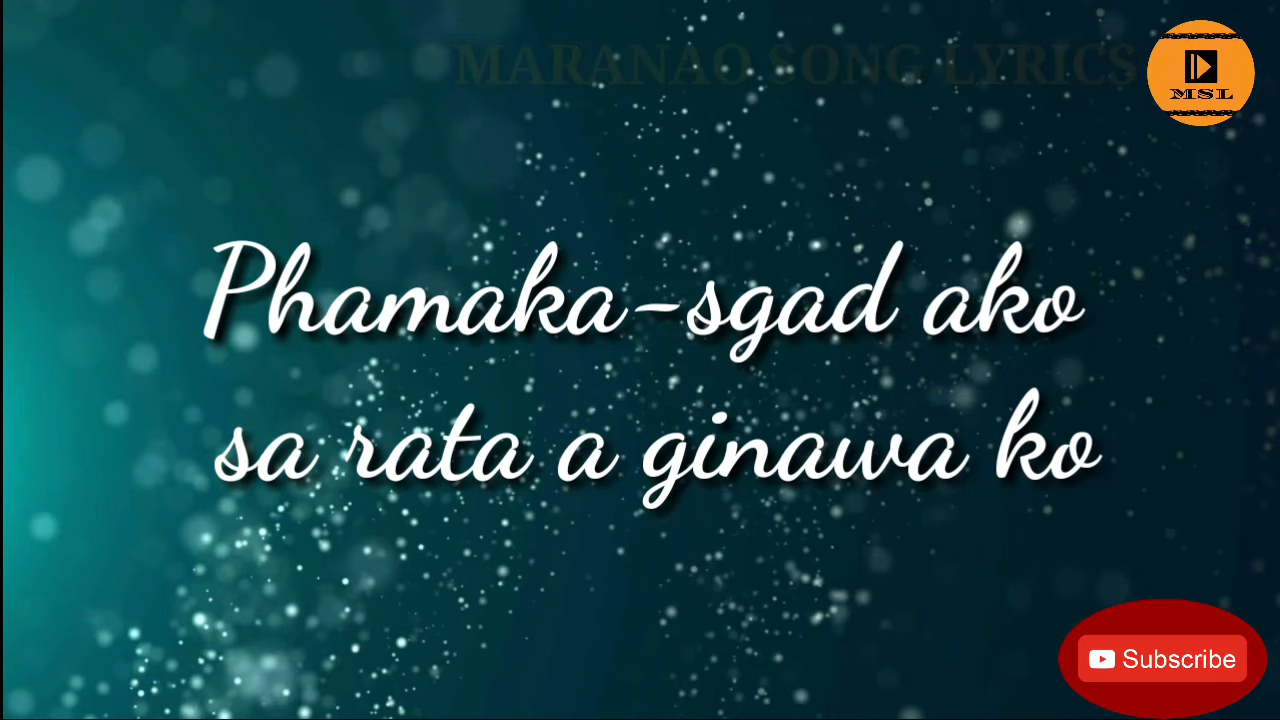 MARANAO SONG LYRICS
MSL
Phamaka-sgad ako
sa rata a ginawa ko
Subscribe